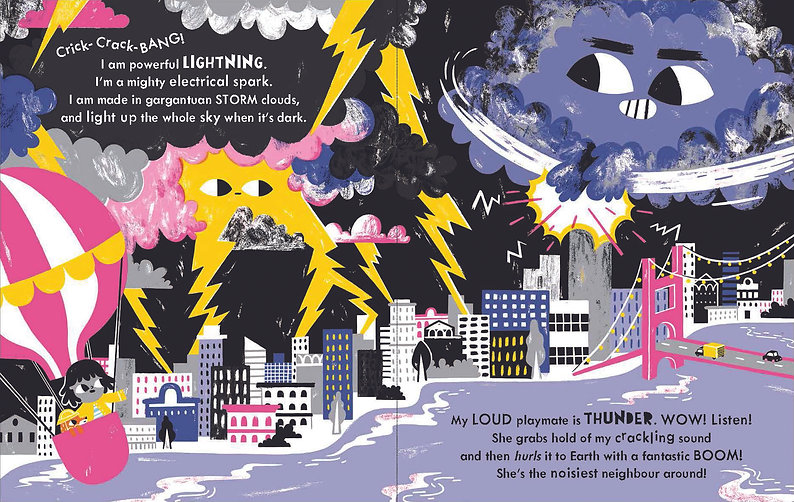 Crick-Crack-BANG!
I am powerful LIGHTNING.
I'm a mighty electrical spark.
I am made in gargantuan STORM clouds,
and light up the whole sky when it's dark.
My LOUD playmate is THUNDER. WOW! Listen!
She grabs hold of my crackling sound
and then hurls it to Earth with a fantastic BOOM!
She's the noisiest neighbour around!